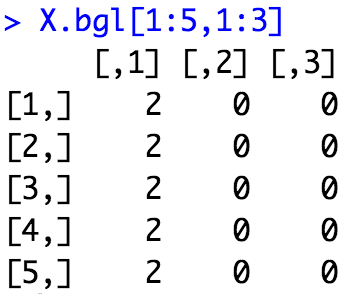 > X.bgl[1:5,1:3]
[,1] [,2] [,3]
[1,] 2 0 0
[2,] 2 0 0
[3,] 2 0 0
[4,] 2 0 0
[5,] 2 0 0